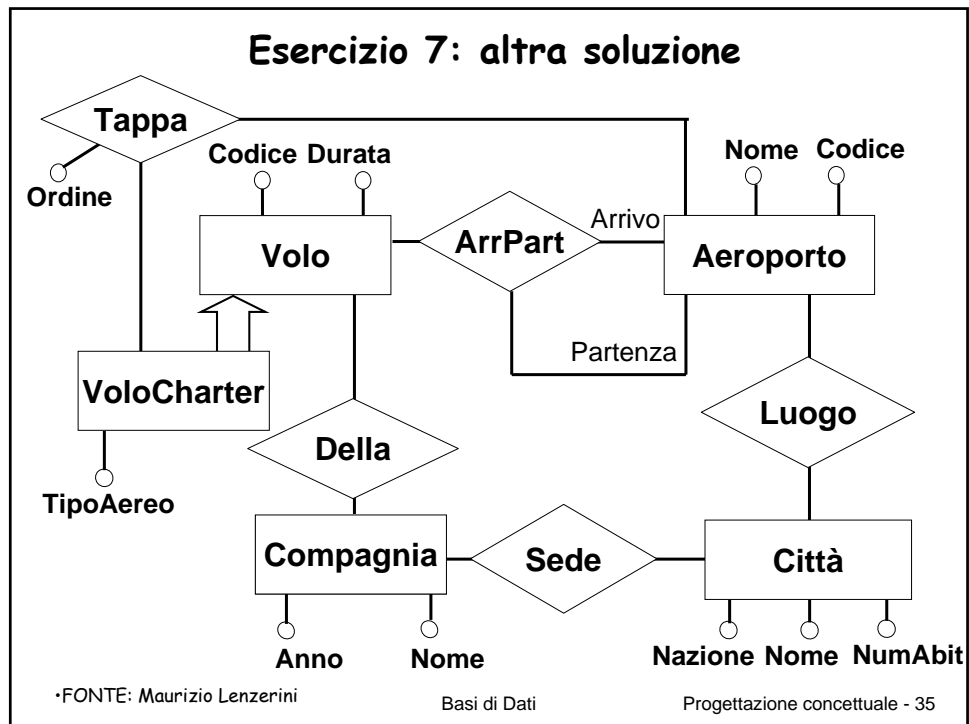 Esercizio 7: altra soluzione
Tappa
Ordine
Codice Durata
Nome Codice
Volo
ArrPart
Arrivo
Aeroporto
Partenza
VoloCharter
TipoAereo
Della
Luogo
Compagnia
Sede
Città
Anno Nome
Nazione Nome NumAbit
•FONTE: Maurizio Lenzerini
Basi di Dati
Progettazione concettuale - 35